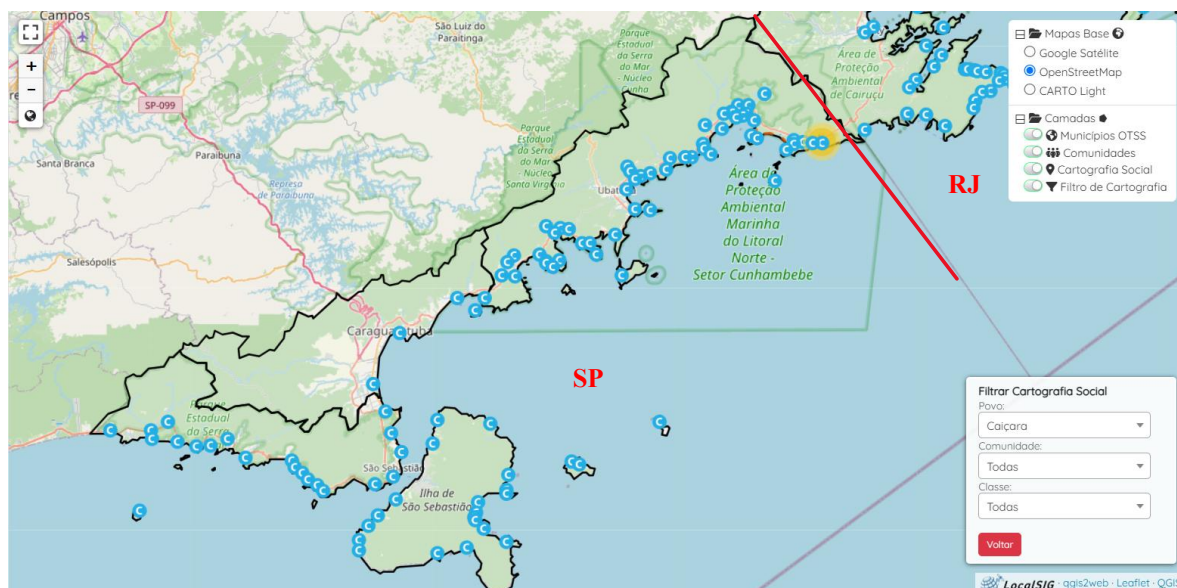 Campos
São Luiz do
Paraitinga
Parque
Estadual da
Serra do
Mar - Núcleo
Cunha
SP-099
Santa Branca
Paraibuna
Represa
de Paraibuna
Salesópolis
Parque
Estadual
da Serra
do Mar
- Núcleo
Santa Virgínia
Ubat
Área de
Proteção
Ambiental
de Cairuçu
Área de
Proteção
Ambiental
Marinha
do Litoral
Norte -
Setor Cunhambebe
Caragua tuba
Parque
Estadual
da Serra
São Sebastião
Ilha de
São Sebastião
SP
RJ
+
−
Mapas Base
Google Satélite
OpenStreetMap
CARTO Light
Camadas
Municípios OTSS
Comunidades
Cartografia Social
Filtro de Cartografia
Filtrar Cartografia Social
Povo:
Caiçara
Comunidade:
Todas
Classe:
Todas
Voltar
LocalSIG · qgis2web · Leaflet · QGIS